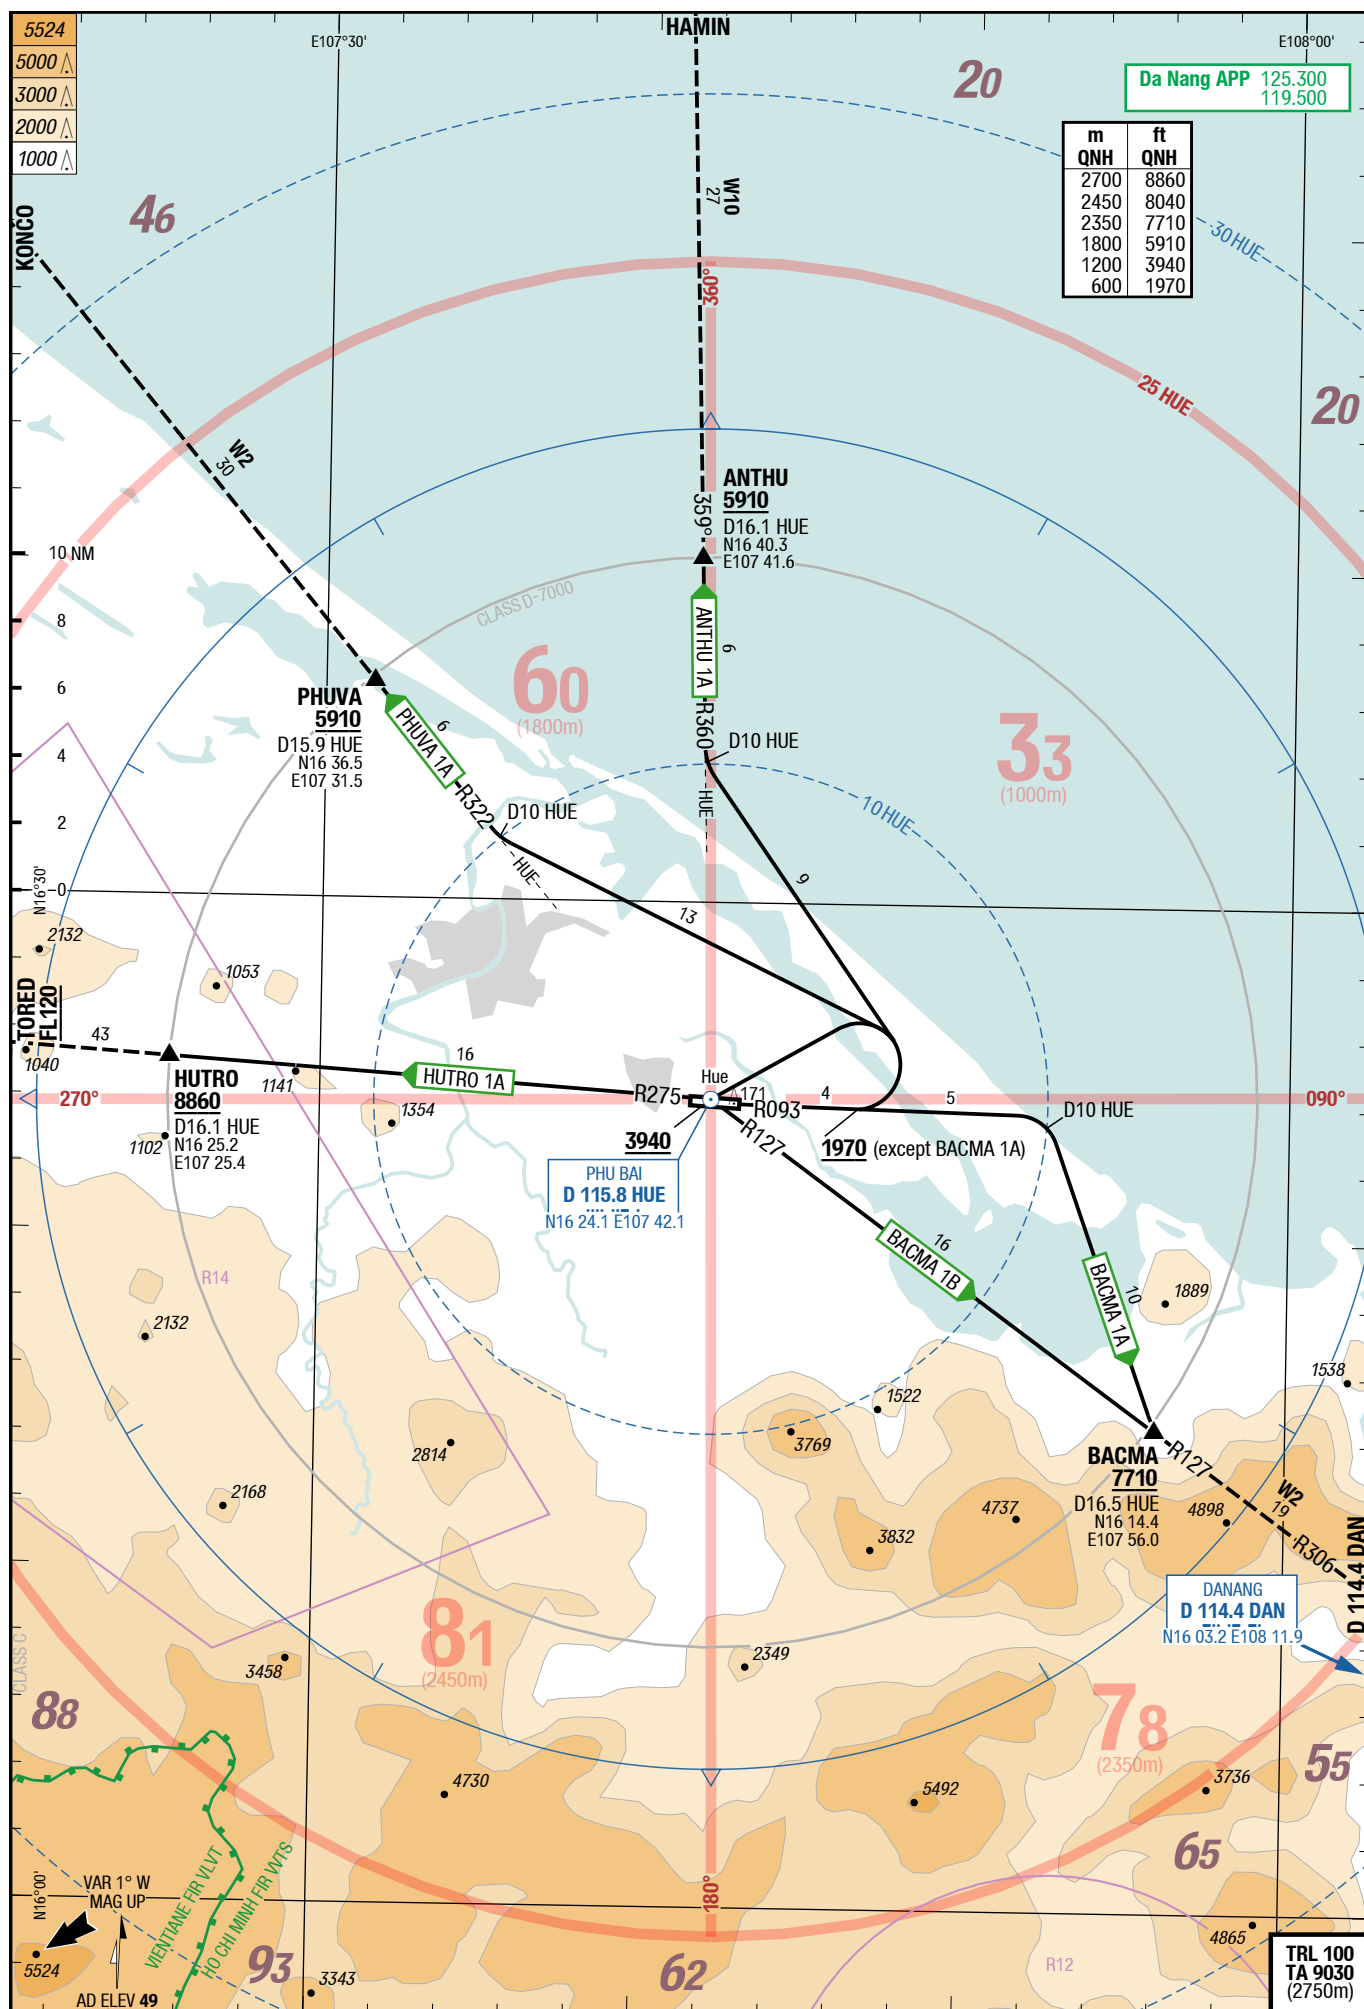 5524
5000
3000
2000
1000
E107°30'
HAMIN
E108°00'
20
Da Nang APP 125.300
119.500
m ft
QNH QNH
2700 8860
2450 8040
2350 7710
1800 5910
1200 3940
600 1970
46
KONCO
W10
27
30 HUE
360°
25 HUE
20
W2
30
ANTHU
5910
D16.1 HUE
N16 40.3
E107 41.6
359°
10 NM
8
6
4
2
0
CLASS D-7000
ANTHU 1A
6
R360
60
(1800m)
33
(1000m)
PHUVA
5910
D15.9 HUE
N16 36.5
E107 31.5
PHUVA 1A
6
R322
D10 HUE
D10 HUE
HUE
HUE
10 HUE
9
13
N16°30'
2132
1053
TORED
FL120
43
1040
HUTRO
8860
D16.1 HUE
N16 25.2
E107 25.4
270°
1141
1354
1102
16
HUTRO 1A
R275
Hue
171
R093
4
5
D10 HUE
090°
3940
R127
1970 (except BACMA 1A)
PHU BAI
D 115.8 HUE
N16 24.1 E107 42.1
16
BACMA 1B
10
BACMA 1A
R14
1889
2132
1538
1522
3769
2814
2168
4737
3832
4898
BACMA
7710
D16.5 HUE
N16 14.4
E107 56.0
R127
W2
19
R306
D 114.4 DAN
DANANG
D 114.4 DAN
N16 03.2 E108 11.9
CLASS C
81
(2450m)
3458
2349
88
78
(2350m)
55
4730
5492
3736
65
180°
VIENTIANE FIR VLVT
HO CHI MINH FIR VVTS
N16°00'
VAR 1° W
MAG UP
5524
AD ELEV 49
93
3343
62
R12
4865
TRL 100
TA 9030
(2750m)